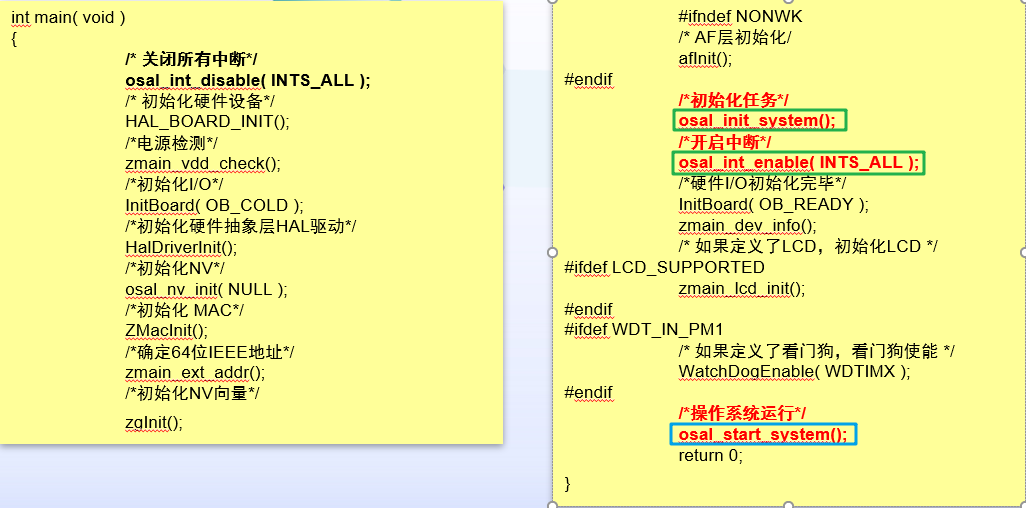 int main( void )
{
/* 关闭所有中断*/
osal_int_disable( INTS_ALL );
/* 初始化硬件设备*/
HAL_BOARD_INIT();
/*电源检测*/
zmain_vdd_check();
/*初始化I/O*/
InitBoard( OB_COLD );
/*初始化硬件抽象层HAL驱动*/
HalDriverInit();
/*初始化NV*/
osal_nv_init( NULL );
/*初始化 MAC*/
ZMacInit();
/*确定64位IEEE地址*/
zmain_ext_addr();
/*初始化NV向量*/
zgInit();
#ifndef NONWK
/* AF层初始化/
afInit();
#endif
/*初始化任务*/
osal_init_system();
/*开启中断*/
osal_int_enable( INTS_ALL );
/*硬件I/O初始化完毕*/
InitBoard( OB_READY );
zmain_dev_info();
/* 如果定义了LCD，初始化LCD */
#ifdef LCD_SUPPORTED
zmain_lcd_init();
#endif
#ifdef WDT_IN_PM1
/* 如果定义了看门狗，看门狗使能 */
WatchDogEnable( WDTIMX );
#endif
/*操作系统运行*/
osal_start_system();
return 0;
}